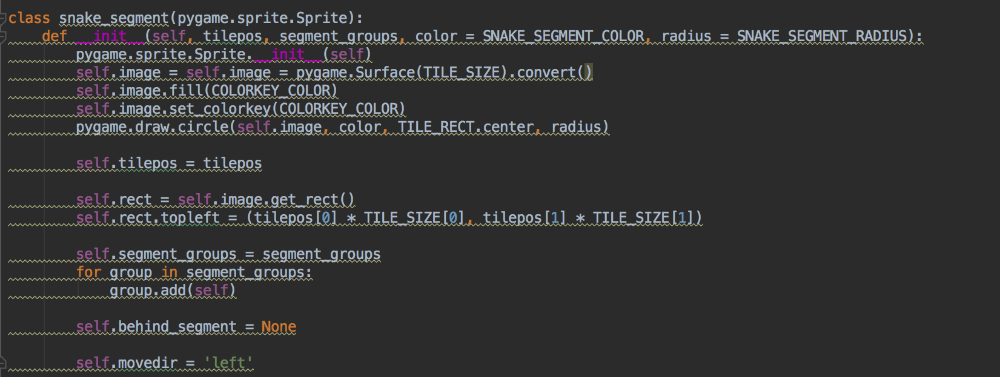 class snake_segment(pygame.sprite.Sprite):
    def __init__(self, tilepos, segment_groups, color = SNAKE_SEGMENT_COLOR, radius = SNAKE_SEGMENT_RADIUS):
        pygame.sprite.Sprite.__init__(self)
        self.image = self.image = pygame.Surface(TILE_SIZE).convert()
        self.image.fill(COLORKEY_COLOR)
        self.image.set_colorkey(COLORKEY_COLOR)
        pygame.draw.circle(self.image, color, TILE_RECT.center, radius)
        self.tilepos = tilepos
        self.rect = self.image.get_rect()
        self.rect.topleft = (tilepos[0] * TILE_SIZE[0], tilepos[1] * TILE_SIZE[1])
        self.segment_groups = segment_groups
        for group in segment_groups:
            group.add(self)
        self.behind_segment = None
        self.movedir = 'left'